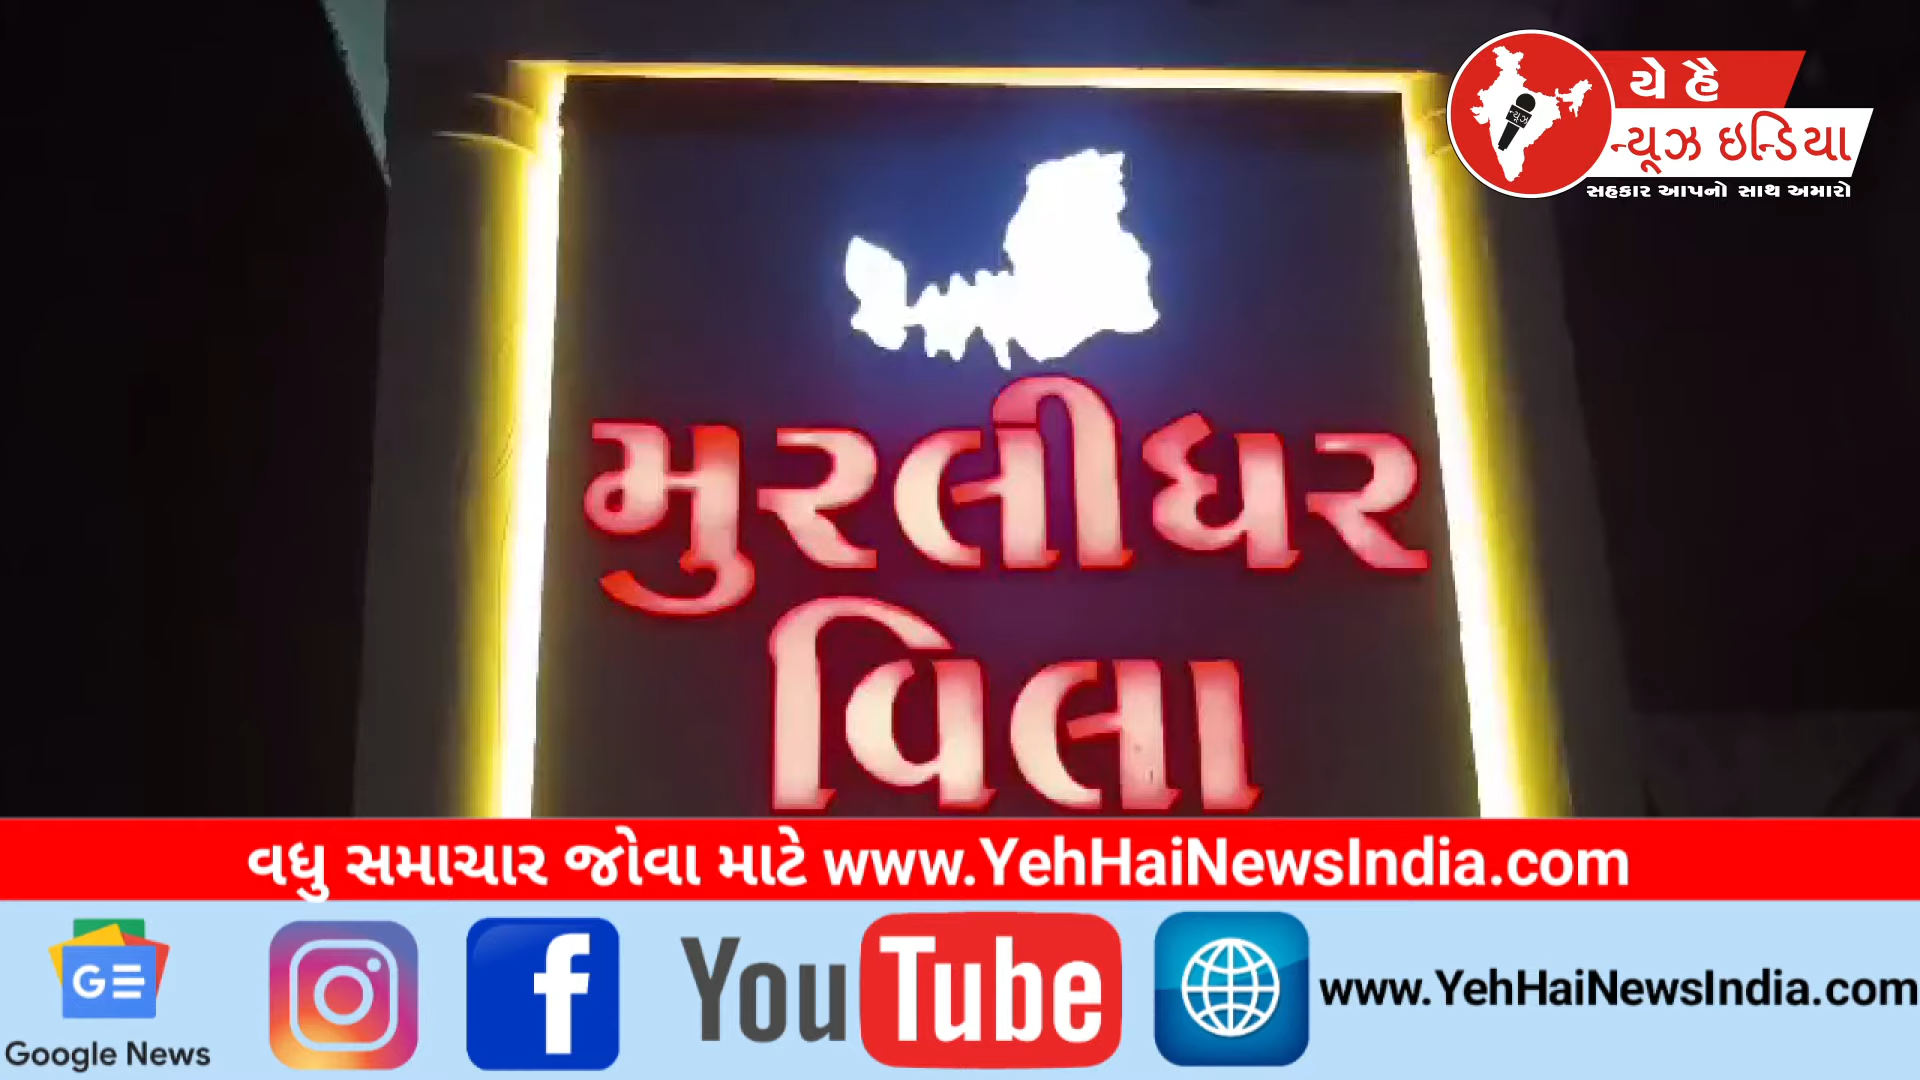 યે હૈ
ન્યૂઝ
ન્યૂઝ ઇન્ડિયા
સહકાર આપનો સાથ અમારો
મુરલીધર
વિલા
વધુ સમાચાર જોવા માટે www.YehHaiNewsIndia.com
G
Google News
f
YouTube
www.YehHaiNewsIndia.com